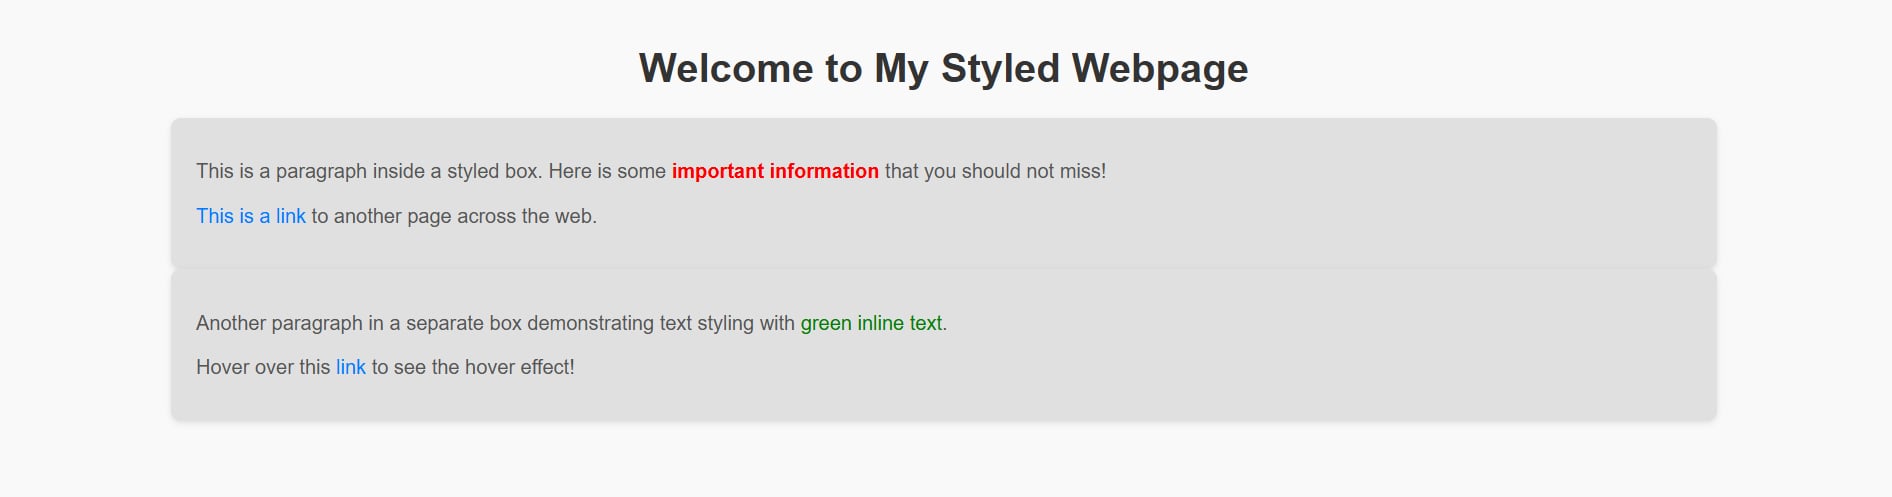 Welcome to My Styled Webpage
This is a paragraph inside a styled box. Here is some important information that you should not miss!
This is a link to another page across the web.
Another paragraph in a separate box demonstrating text styling with green inline text.
Hover over this link to see the hover effect!